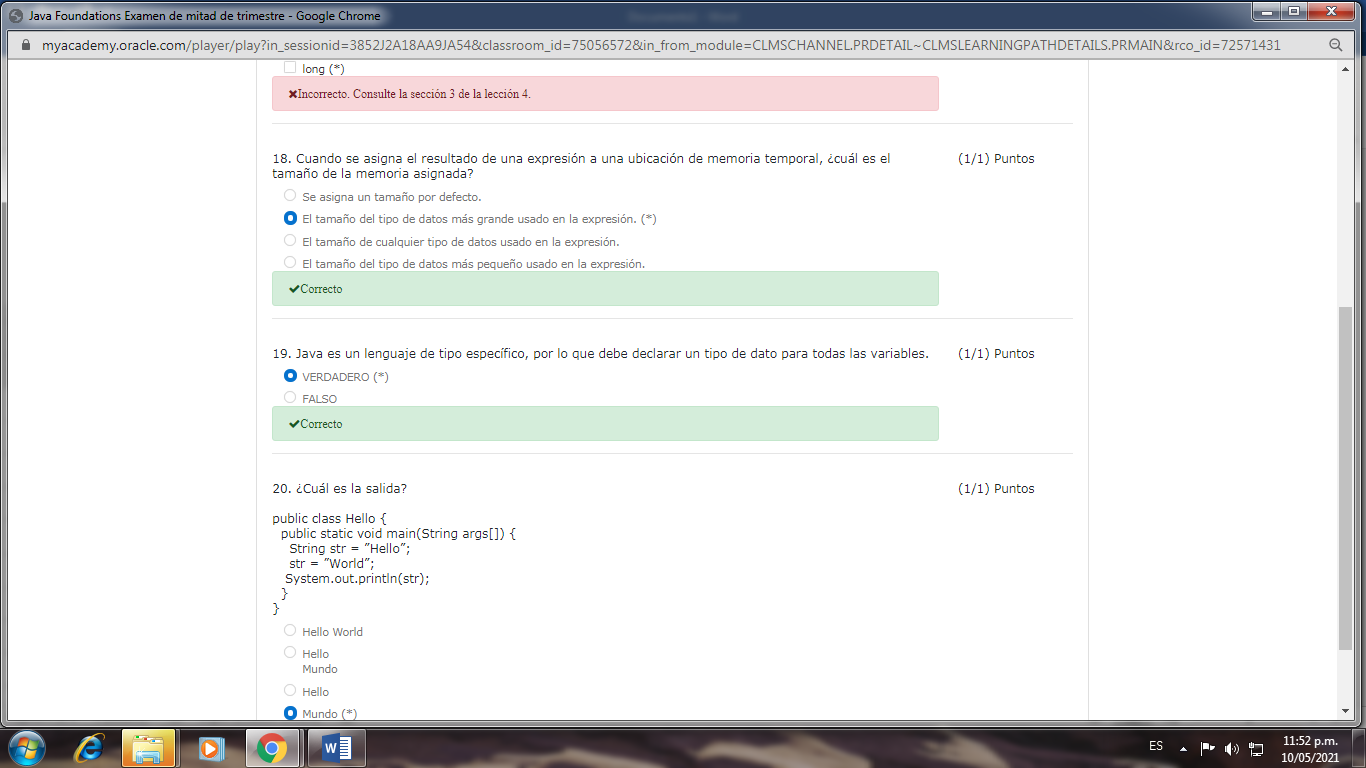 Java Foundations Examen de mitad de trimestre - Google Chrome
myacademy.oracle.com/player/play?in_sessionid=3852J2A18AA9JA54&classroom_id=75056572&in_from_module=CLMSCHANNEL.PRDETAIL~CLMSLEARNINGPATHDETAILS.PRMAIN&rco_id=72571431
long (*)
✖Incorrecto. Consulte la sección 3 de la lección 4.
18. Cuando se asigna el resultado de una expresión a una ubicación de memoria temporal, ¿cuál es el (1/1) Puntos
tamaño de la memoria asignada?
Se asigna un tamaño por defecto.
El tamaño del tipo de datos más grande usado en la expresión. (*)
El tamaño de cualquier tipo de datos usado en la expresión.
El tamaño del tipo de datos más pequeño usado en la expresión.
✔Correcto
19. Java es un lenguaje de tipo específico, por lo que debe declarar un tipo de dato para todas las variables. (1/1) Puntos
VERDADERO (*)
FALSO
✔Correcto
20. ¿Cuál es la salida? (1/1) Puntos
public class Hello {
public static void main(String args[]) {
String str = ”Hello”;
str = ”World”;
System.out.println(str);
}
}
Hello World
Hello
Mundo
Hello
Mundo (*)
ES
11:52 p.m.
10/05/2021